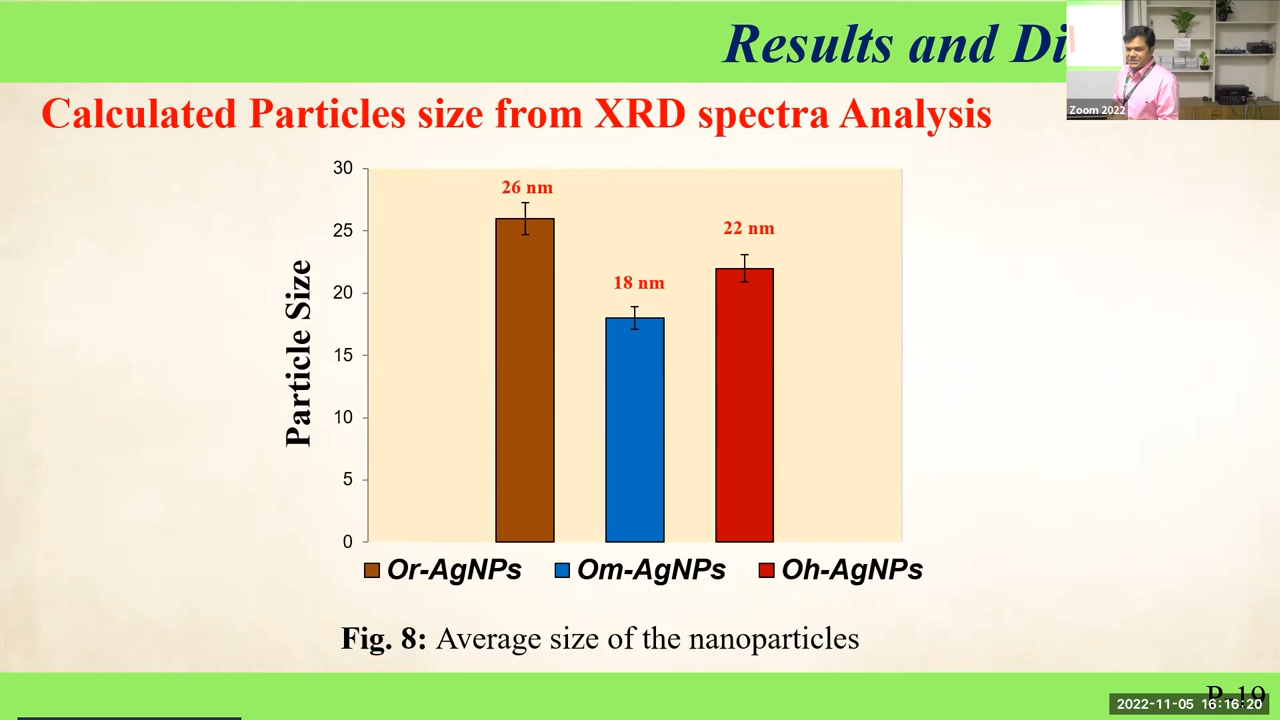 Results and Di
Zoom 2022
Calculated Particles size from XRD spectra Analysis
30
25
20
15
10
5
0
Particle Size
26 nm
18 nm
22 nm
Or-AgNPs Om-AgNPs Oh-AgNPs
Fig. 8: Average size of the nanoparticles
P-19
2022-11-05 16:16:20